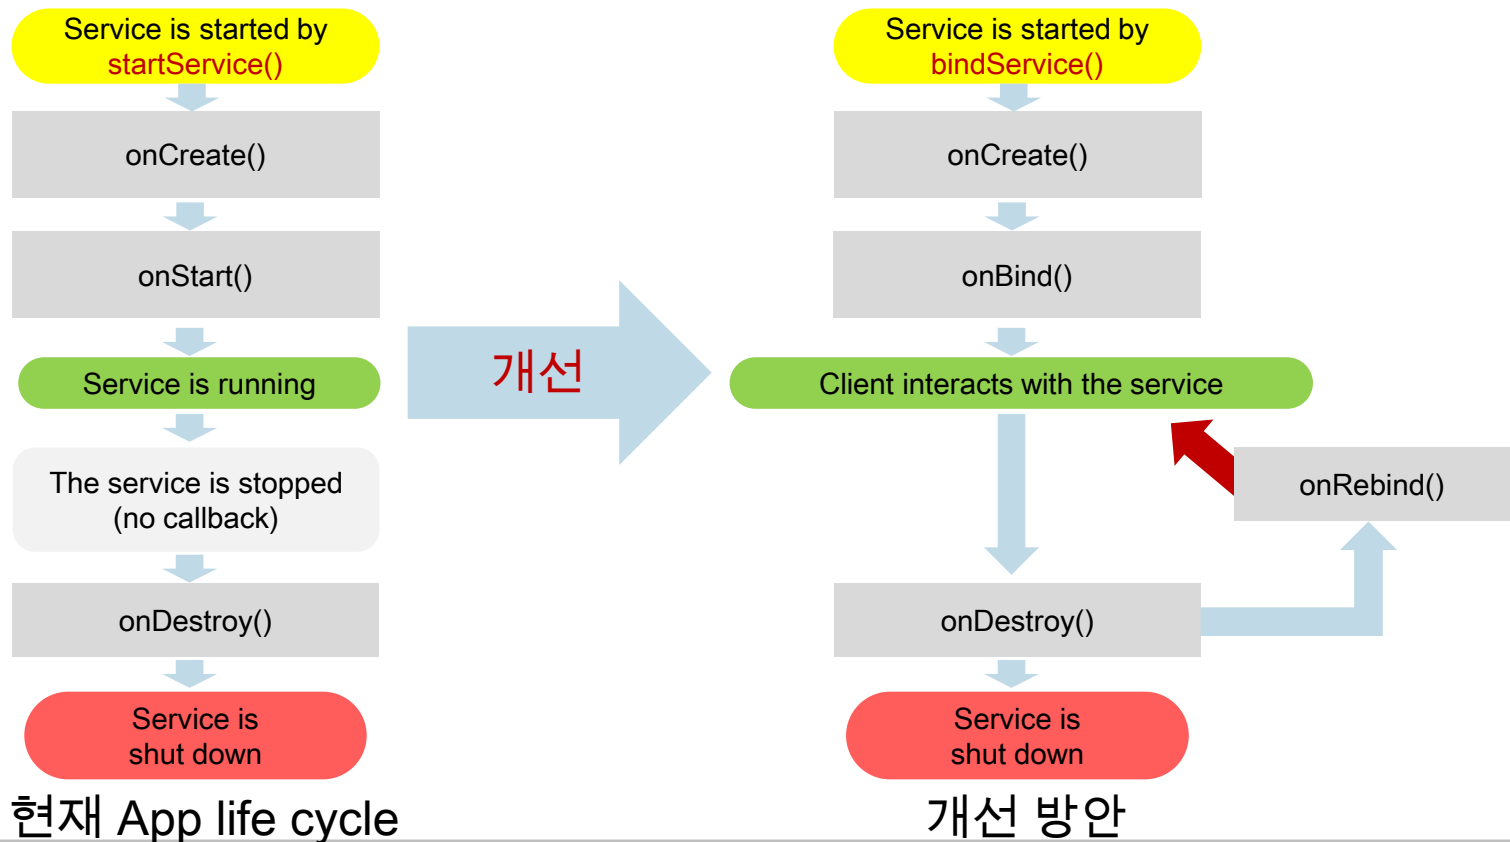 Service is started by
startService()
onCreate()
onStart()
Service is running
The service is stopped
(no callback)
onDestroy()
Service is
shut down
현재 App life cycle
개선
Service is started by
bindService()
onCreate()
onBind()
Client interacts with the service
onRebind()
onDestroy()
Service is
shut down
개선 방안